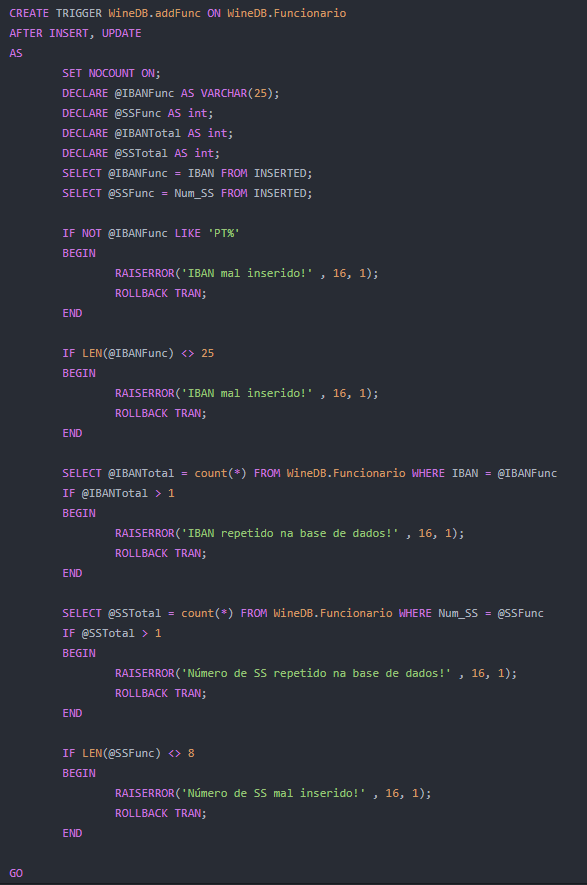 CREATE TRIGGER WineDB.addFunc ON WineDB.Funcionario
AFTER INSERT, UPDATE
AS
SET NOCOUNT ON;
DECLARE @IBANFunc AS VARCHAR(25);
DECLARE @SSFunc AS int;
DECLARE @IBANTotal AS int;
DECLARE @SSTotal AS int;
SELECT @IBANFunc = IBAN FROM INSERTED;
SELECT @SSFunc = Num_SS FROM INSERTED;
IF NOT @IBANFunc LIKE 'PT%'
BEGIN
RAISERROR('IBAN mal inserido!' , 16, 1);
ROLLBACK TRAN;
END
IF LEN(@IBANFunc) <> 25
BEGIN
RAISERROR('IBAN mal inserido!' , 16, 1);
ROLLBACK TRAN;
END
SELECT @IBANTotal = count(*) FROM WineDB.Funcionario WHERE IBAN = @IBANFunc
IF @IBANTotal > 1
BEGIN
RAISERROR('IBAN repetido na base de dados!' , 16, 1);
ROLLBACK TRAN;
END
SELECT @SSTotal = count(*) FROM WineDB.Funcionario WHERE Num_SS = @SSFunc
IF @SSTotal > 1
BEGIN
RAISERROR('Número de SS repetido na base de dados!' , 16, 1);
ROLLBACK TRAN;
END
IF LEN(@SSFunc) <> 8
BEGIN
RAISERROR('Número de SS mal inserido!' , 16, 1);
ROLLBACK TRAN;
END
GO